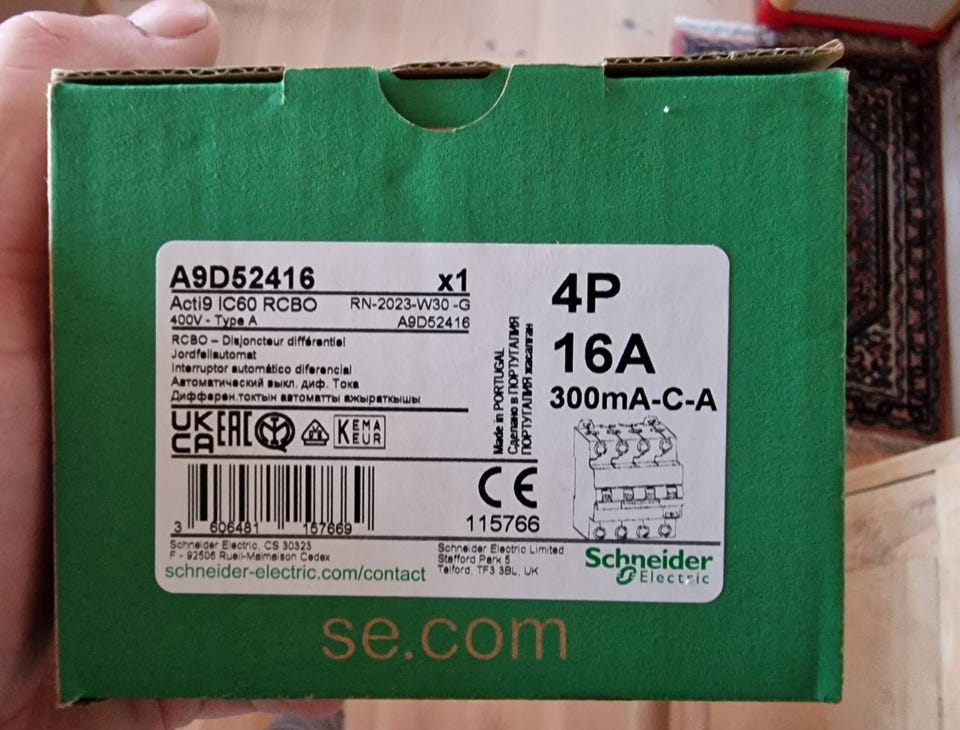 A9D52416 x1
Acti9 iC60 RCBO RN-2023-W30-G
400V - Type A A9D52416
RCBO – Disjoncteur différentiel
Jordfeilautomat
Interruptor automático diferencial
Автоматический выкл. диф. Тока
Дифферен.токтын автоматты ажыратқышы
UK
CA EAC KEMA
KEUR
Made in PORTUGAL
Сделано в ПОРТУГАЛИЯ
ПОРТУГАЛИЯ жасалган
4P
16A
300mA-C-A
CE
3 606481 157669
115766
Schneider Electric, CS 30323
F - 92506 Rueil-Malmaison Cedex
schneider-electric.com/contact
Schneider Electric Limited
Stafford Park 5
Telford, TF3 3BL, UK
Schneider
Electric
se.com